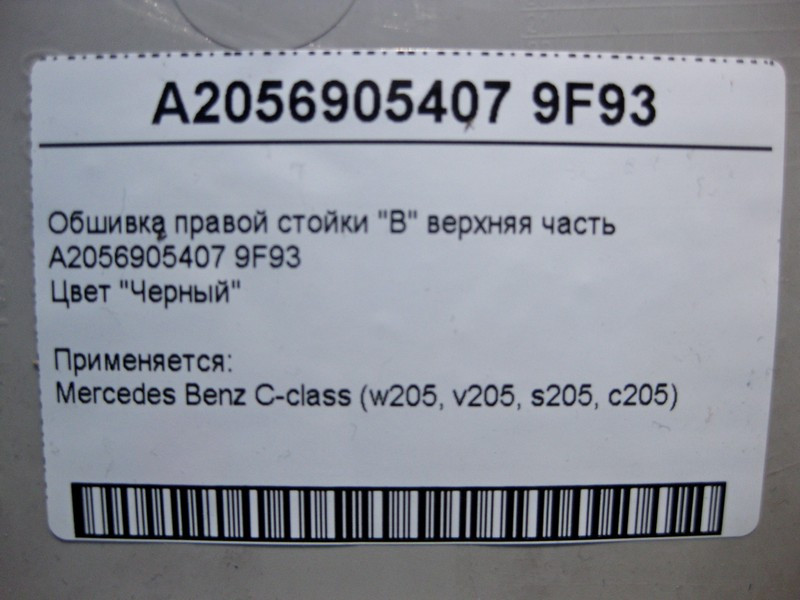 A2056905407 9F93
Обшивка правой стойки "В" верхняя часть
A2056905407 9F93
Цвет "Черный"
Применяется:
Mercedes Benz C-class (w205, v205, s205, c205)